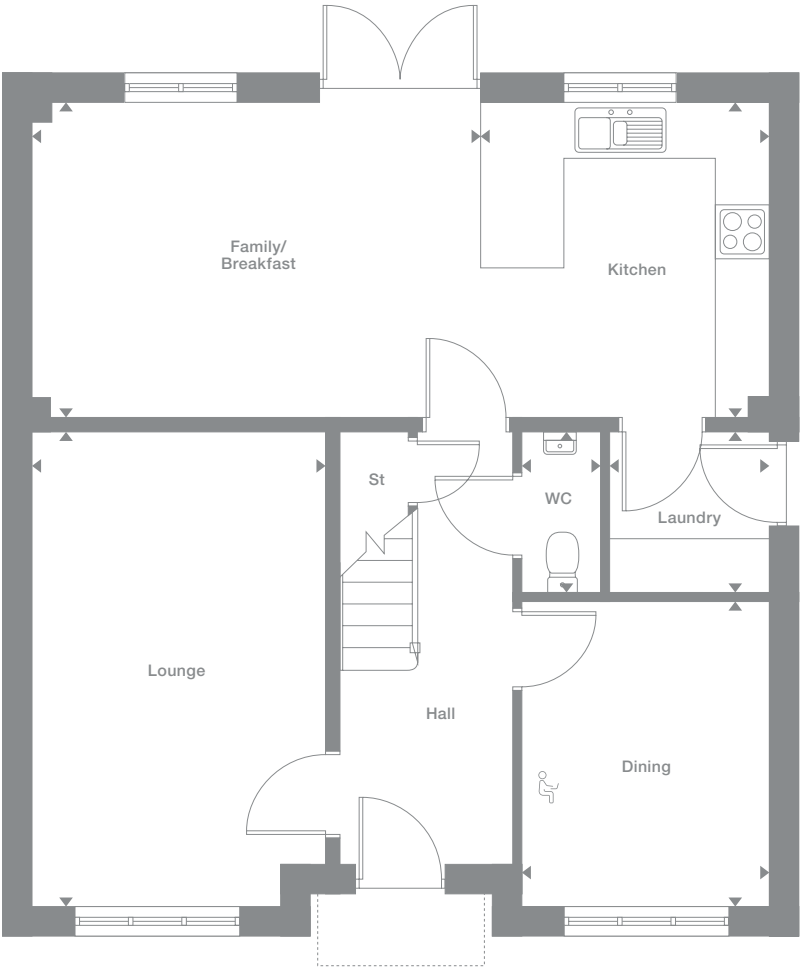 Family/
Breakfast
Kitchen
St
WC
Laundry
Lounge
Hall
Dining